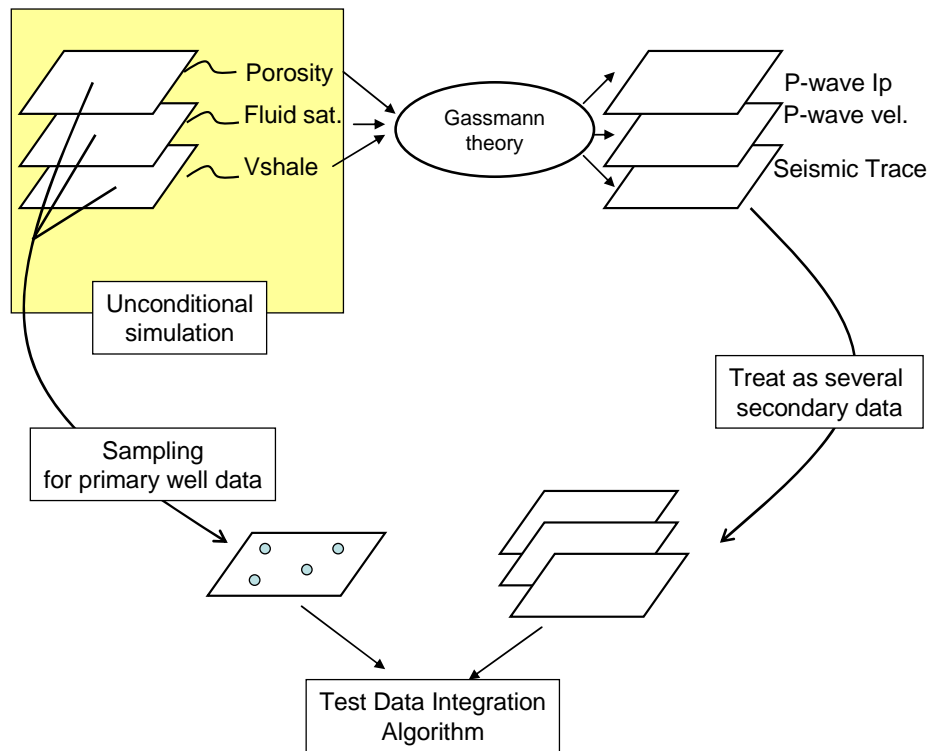 Porosity
Fluid sat.
Vshale
Gassmann
theory
P-wave Ip
P-wave vel.
Seismic Trace
Unconditional
simulation
Treat as several
secondary data
Sampling
for primary well data
Test Data Integration
Algorithm